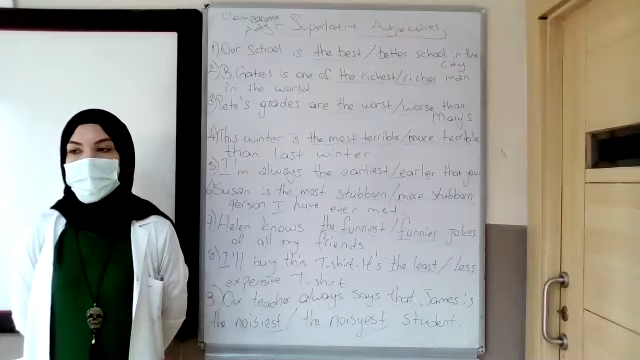 Comparative - Superlative Adjectives
1) Our School is the best / better school in the
city
2) B. Gates is one of the richest / richer man
in the world
3) Pete's grades are the worst / worse than
Mary's
4) This winter is the most terrible / more terrible
than last winter
5) I'm always the earliest / earlier than you
6) Susan is the most stubborn / more stubborn
person I have ever met.
7) Helen knows the funniest / funnier jokes
of all my friends
8) I'll buy this T-shirt. It's the least / less
expensive T-shirt
9) Our teacher always says that James is
the noisiest / the noisyest student.